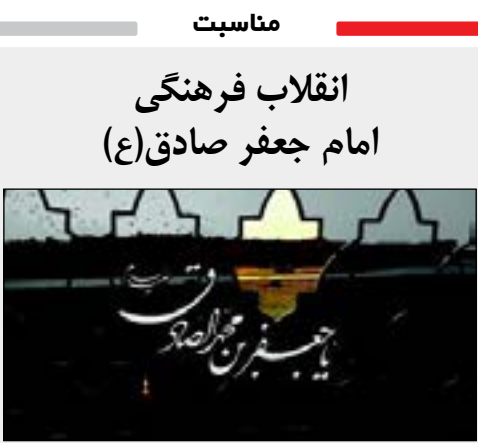 مناسبت
انقلاب فرهنگی
امام جعفر صادق(ع)
یا جعفر بن محمد الصادق